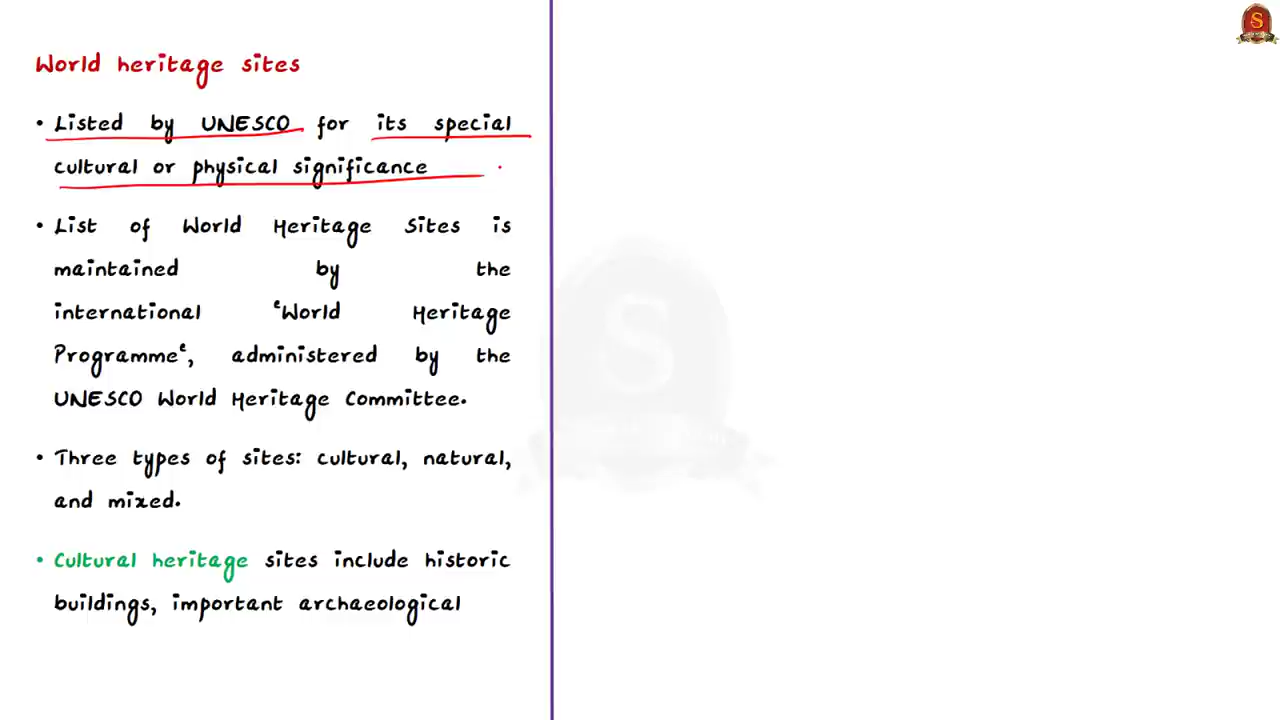 World heritage sites
• Listed by UNESCO for its special
cultural or physical significance
• List of World Heritage Sites is
maintained by the
international ‘World Heritage
Programme‘, administered by the
UNESCO World Heritage Committee.
• Three types of sites: cultural, natural,
and mixed.
• Cultural heritage sites include historic
buildings, important archaeological
S
S